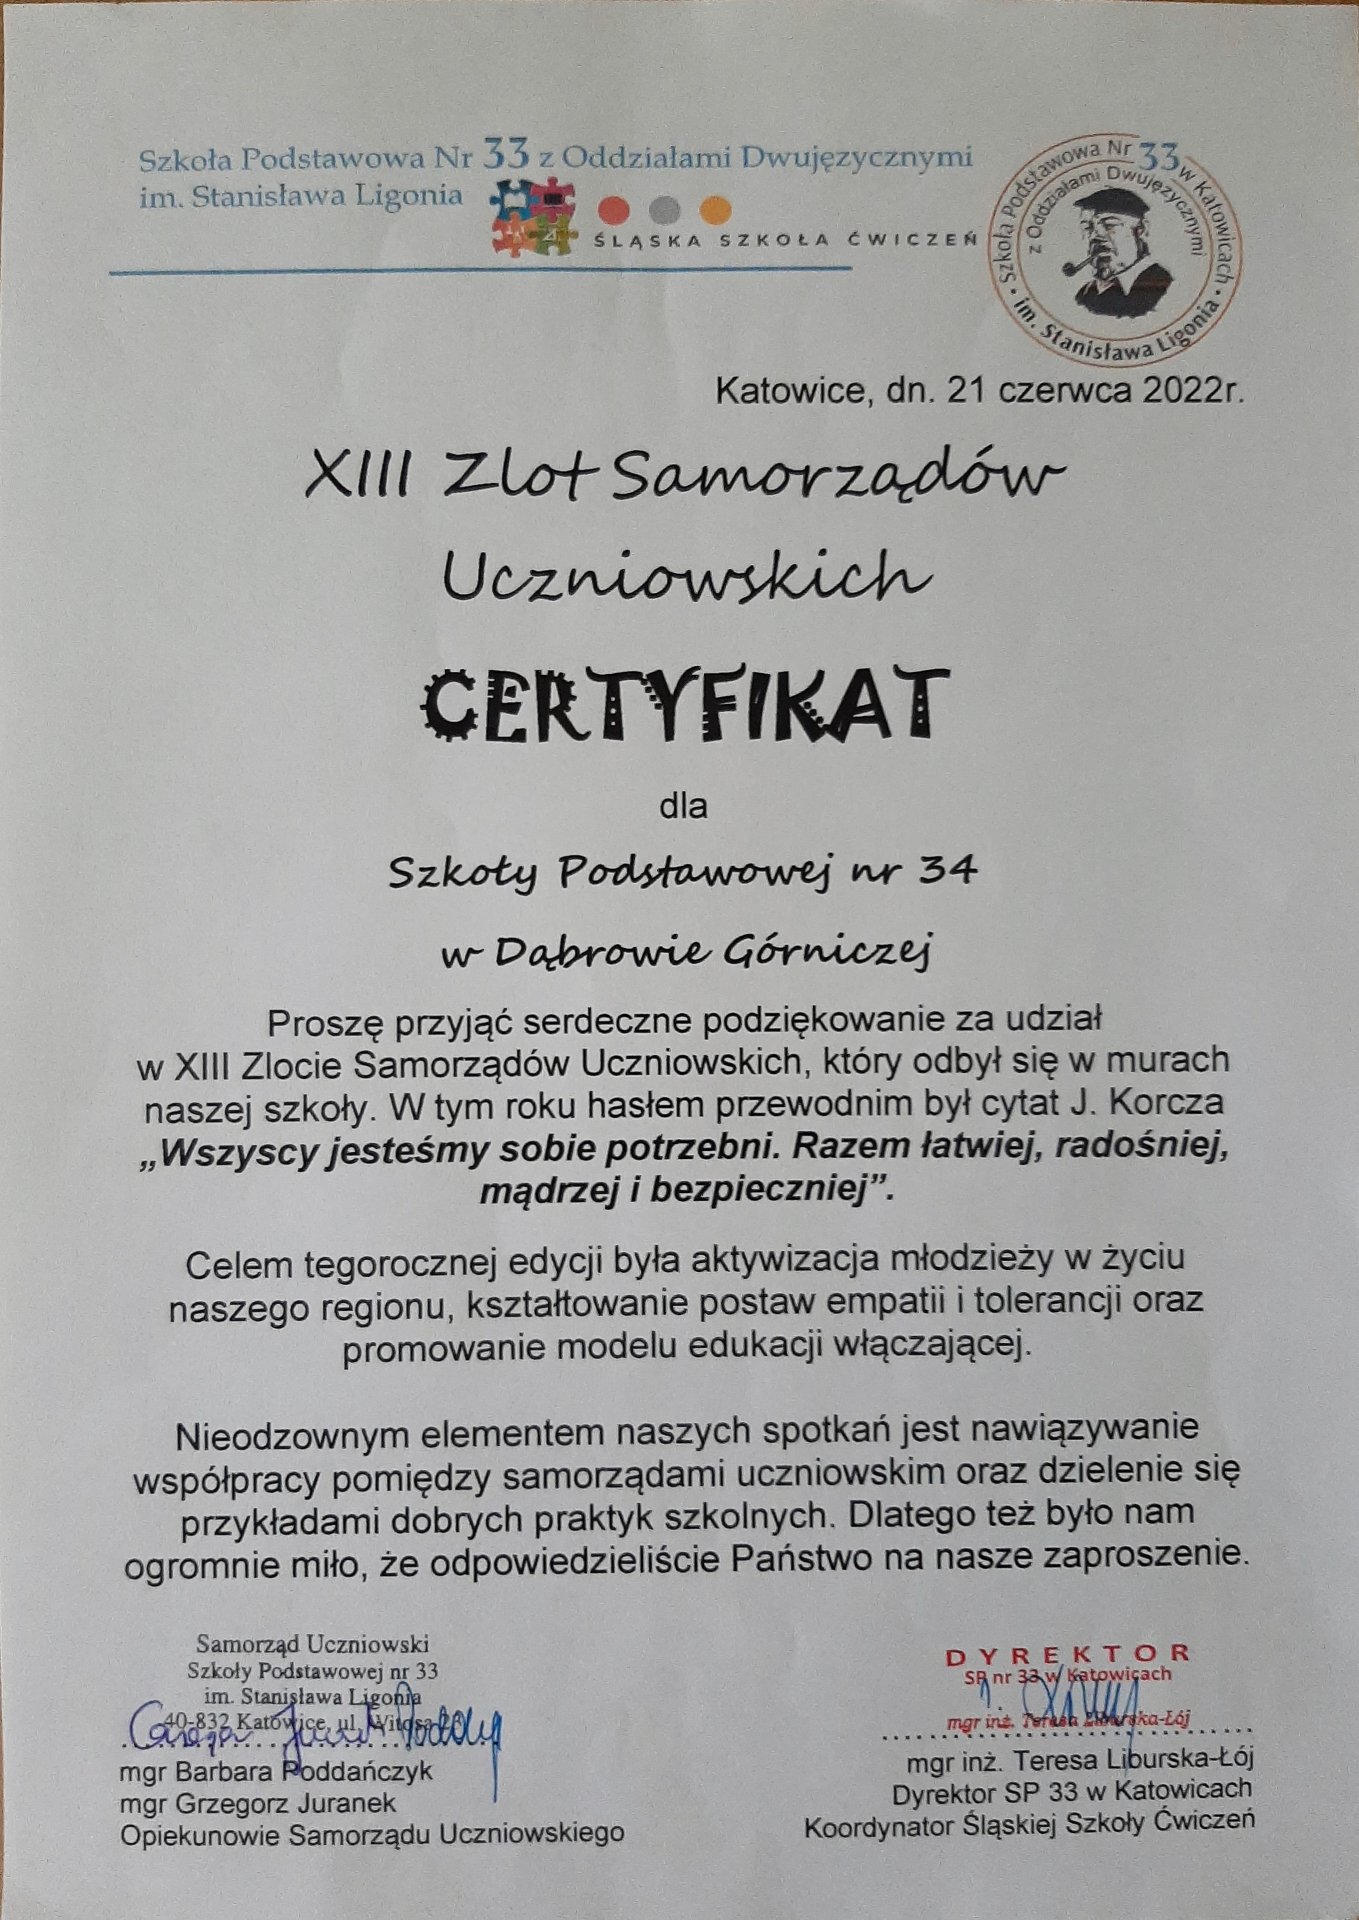 Szkoła Podstawowa Nr 33 z Oddziałami Dwujęzycznymi
im. Stanisława Ligonia
ŚLĄSKA SZKOŁA ĆWICZEŃ
Szkoła Podstawowa Nr 33 w Katowicach
z Oddziałami Dwujęzycznymi
im. Stanisława Ligonia
Katowice, dn. 21 czerwca 2022r.
XIII Zlot Samorządów
Uczniowskich
CERTYFIKAT
dla
Szkoły Podstawowej nr 34
w Dąbrowie Górniczej
Proszę przyjąć serdeczne podziękowanie za udział
w XIII Zlocie Samorządów Uczniowskich, który odbył się w murach
naszej szkoły. W tym roku hasłem przewodnim był cytat J. Korcza
„Wszyscy jesteśmy sobie potrzebni. Razem łatwiej, radośniej,
mądrzej i bezpieczniej”.
Celem tegorocznej edycji była aktywizacja młodzieży w życiu
naszego regionu, kształtowanie postaw empatii i tolerancji oraz
promowanie modelu edukacji włączającej.
Nieodzownym elementem naszych spotkań jest nawiązywanie
współpracy pomiędzy samorządami uczniowskim oraz dzielenie się
przykładami dobrych praktyk szkolnych. Dlatego też było nam
ogromnie miło, że odpowiedzieliście Państwo na nasze zaproszenie.
Samorząd Uczniowski
Szkoły Podstawowej nr 33
im. Stanisława Ligonia
40-832 Katowice, ul. Witosa
mgr Barbara Poddańczyk
mgr Grzegorz Juranek
Opiekunowie Samorządu Uczniowskiego
DYREKTOR
SP nr 33 w Katowicach
mgr inż. Teresa Liburska-Łój
mgr inż. Teresa Liburska-Łój
Dyrektor SP 33 w Katowicach
Koordynator Śląskiej Szkoły Ćwiczeń